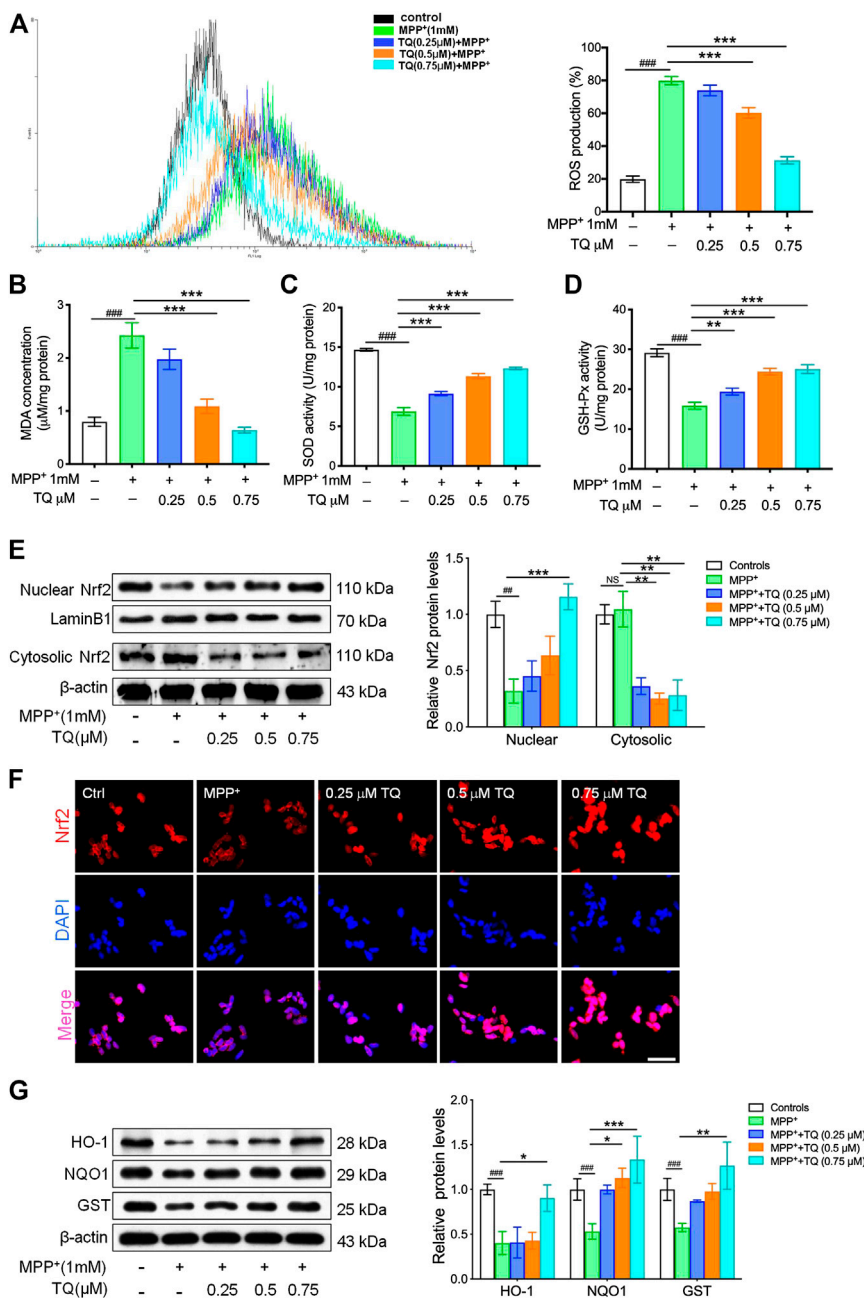 A
control
MPP⁺(1mM)
TQ(0.25μM)+MPP⁺
TQ(0.5μM)+MPP⁺
TQ(0.75μM)+MPP⁺
ROS production (%)
100
80
60
40
20
0
###
***
***
MPP⁺ 1mM – + + + +
TQ μM – – 0.25 0.5 0.75
B
MDA concentration
(μM/mg protein)
3
2
1
0
###
***
***
MPP⁺ 1mM – + + + +
TQ μM – – 0.25 0.5 0.75
C
SOD activity (U/mg protein)
20
15
10
5
0
###
***
***
***
MPP⁺ 1mM – + + + +
TQ μM – – 0.25 0.5 0.75
D
GSH-Px activity
(U/mg protein)
40
30
20
10
0
###
**
***
***
MPP⁺ 1mM – + + + +
TQ μM – – 0.25 0.5 0.75
E
Nuclear Nrf2 110 kDa
LaminB1 70 kDa
Cytosolic Nrf2 110 kDa
β-actin 43 kDa
MPP⁺(1mM) - + + + +
TQ(μM) - - 0.25 0.5 0.75
Relative Nrf2 protein levels
1.5
1.0
0.5
0.0
##
***
NS
**
**
**
Nuclear Cytosolic
Controls
MPP⁺
MPP⁺+TQ (0.25 μM)
MPP⁺+TQ (0.5 μM)
MPP⁺+TQ (0.75 μM)
F
Ctrl MPP⁺ 0.25 μM TQ 0.5 μM TQ 0.75 μM TQ
Nrf2
DAPI
Merge
G
HO-1 28 kDa
NQO1 29 kDa
GST 25 kDa
β-actin 43 kDa
MPP⁺(1mM) - + + + +
TQ(μM) - - 0.25 0.5 0.75
Relative protein levels
2.0
1.5
1.0
0.5
0.0
###
*
###
*
***
###
**
HO-1 NQO1 GST
Controls
MPP⁺
MPP⁺+TQ (0.25 μM)
MPP⁺+TQ (0.5 μM)
MPP⁺+TQ (0.75 μM)